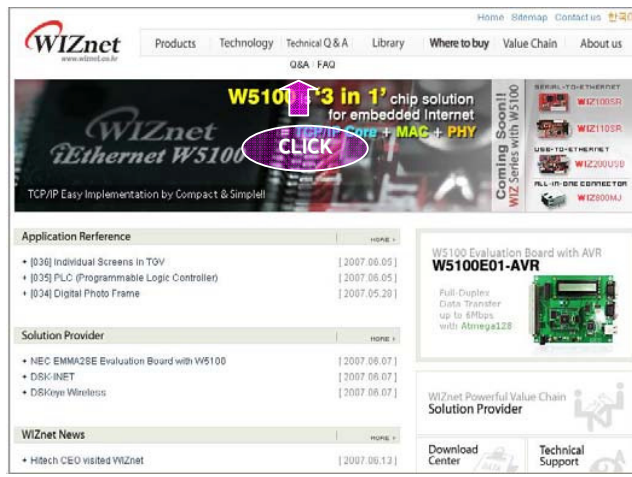 Home Sitemap Contact us 한국어
WIZnet
www.wiznet.co.kr
Products Technology Technical Q & A Library Where to buy Value Chain About us
Q&A FAQ
W5100 is '3 in 1' chip solution
for embedded Internet
= TCP/IP Core + MAC + PHY
CLICK
WIZnet
iEthernet W5100
TCP/IP Easy Implementation by Compact & Simple!!
Coming Soon!!
WIZ Series with W5100
SERIAL-TO-ETHERNET
WIZ100SR
WIZ110SR
USB-TO-ETHERNET
WIZ200USB
ALL-IN-ONE CONNECTOR
WIZ800MJ
Application Rerference
MORE
• [036] Individual Screens in TGV [2007.06.05]
• [035] PLC (Programmable Logic Controller) [2007.06.05]
• [034] Digital Photo Frame [2007.05.28]
Solution Provider
MORE
• NEC EMMA2SE Evaluation Board with W5100 [2007.06.07]
• DSK-INET [2007.06.07]
• DSKeye Wireless [2007.06.07]
WIZnet News
MORE
• Hitech CEO visited WIZnet [2007.06.13]
W5100 Evaluation Board with AVR
W5100E01-AVR
Full-Duplex
Data Transfer
up to 6Mbps
with Atmega128
WIZnet Powerful Value Chain
Solution Provider
Download
Center
DATA
Technical
Support